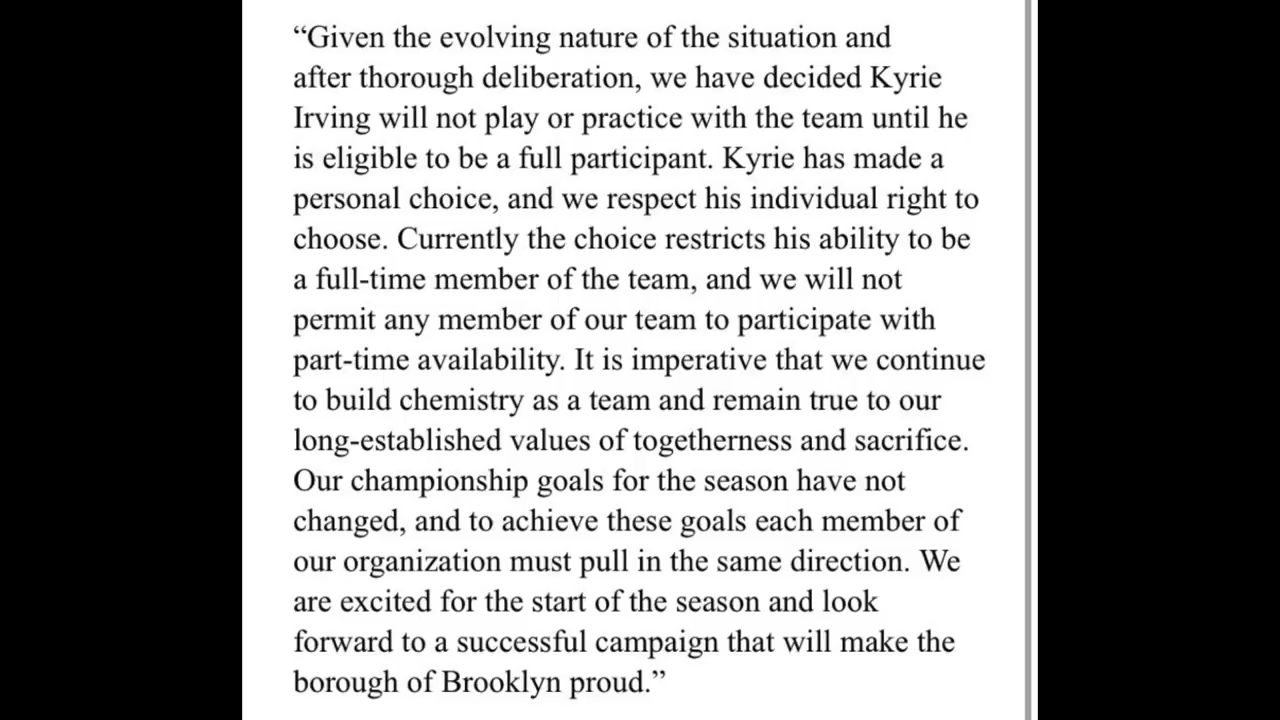 “Given the evolving nature of the situation and
after thorough deliberation, we have decided Kyrie
Irving will not play or practice with the team until he
is eligible to be a full participant. Kyrie has made a
personal choice, and we respect his individual right to
choose. Currently the choice restricts his ability to be
a full-time member of the team, and we will not
permit any member of our team to participate with
part-time availability. It is imperative that we continue
to build chemistry as a team and remain true to our
long-established values of togetherness and sacrifice.
Our championship goals for the season have not
changed, and to achieve these goals each member of
our organization must pull in the same direction. We
are excited for the start of the season and look
forward to a successful campaign that will make the
borough of Brooklyn proud.”